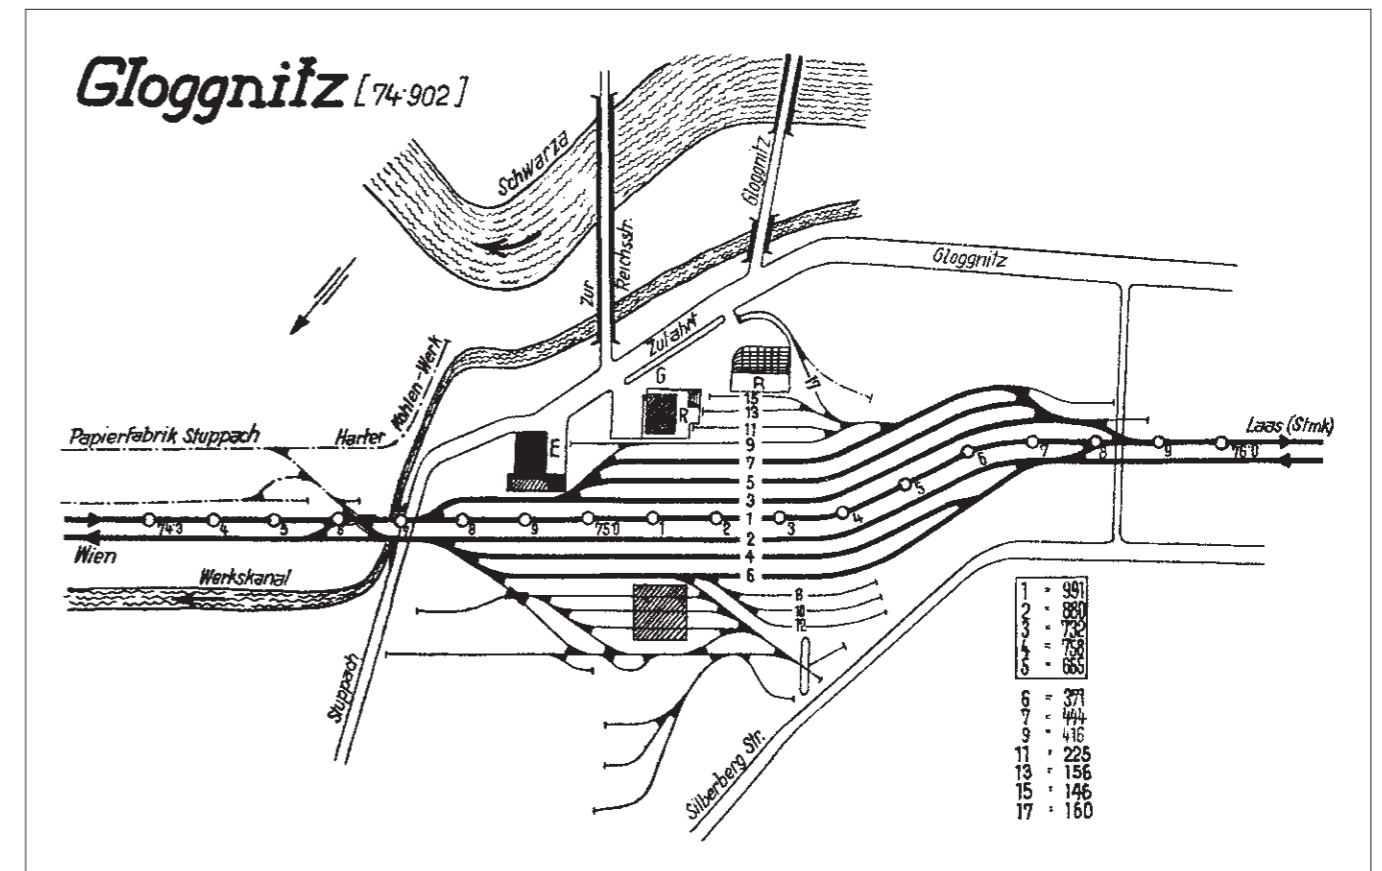 Gloggnitz [74·902]
Schwarza
Gloggnitz
Zur Reichsstr.
Gloggnitz
Zufahrt
Kohlen-Werk
Papierfabrik Stuppach
Harter
G
R
E
17
15
13
11
9
7
5
3
1
2
4
6
8
10
12
Laas (Stmk)
74·3 4 5 6 7 8 9 75·0 1 2 3 4 5 6 7 8 9 76·0
Wien
Werkskanal
Stuppach
Silberberg Str.
1 = 991
2 = 880
3 = 732
4 = 758
5 = 665
6 = 371
7 = 444
9 = 416
11 = 225
13 = 156
15 = 146
17 = 160